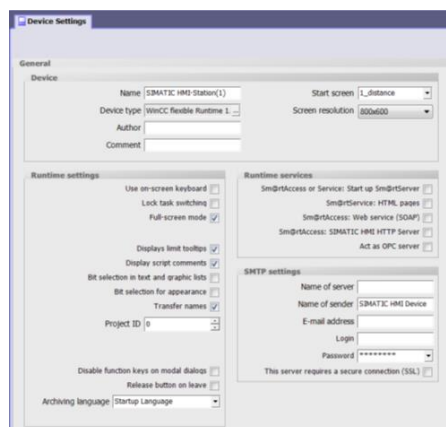 Device Settings
General
Device
Name SIMATIC HMI-Station(1)
Device type WinCC flexible Runtime 1. ...
Author
Comment
Start screen 1_distance
Screen resolution 800x600
Runtime settings
Use on-screen keyboard
Lock task switching
Full-screen mode
Displays limit tooltips
Display script comments
Bit selection in text and graphic lists
Bit selection for appearance
Transfer names
Project ID 0
Disable function keys on modal dialogs
Release button on leave
Archiving language Startup Language
Runtime services
Sm@rtAccess or Service: Start up Sm@rtServer
Sm@rtService: HTML pages
Sm@rtAccess: Web service (SOAP)
Sm@rtAccess: SIMATIC HMI HTTP Server
Act as OPC server
SMTP settings
Name of server
Name of sender SIMATIC HMI Device
E-mail address
Login
Password ********
This server requires a secure connection (SSL)